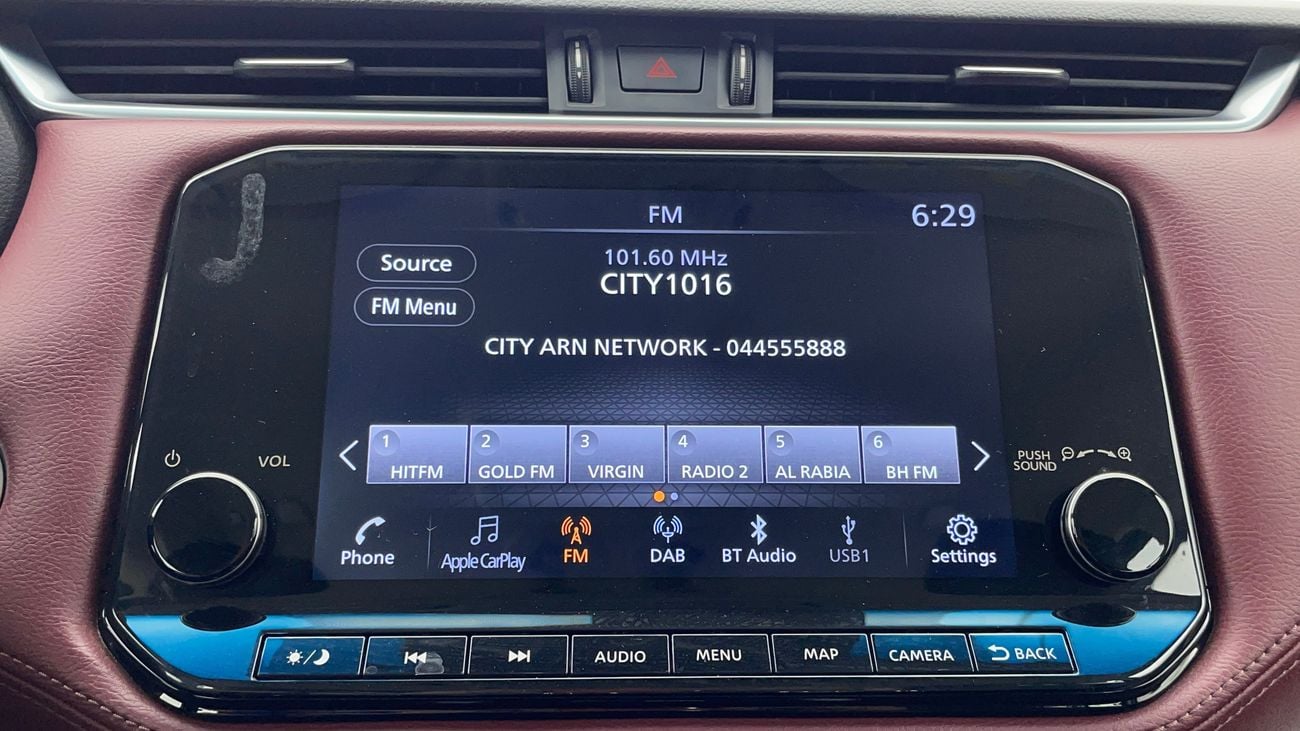 FM
6:29
Source
101.60 MHz
CITY1016
FM Menu
CITY ARN NETWORK - 044555888
1 2 3 4 5 6
HITFM GOLD FM VIRGIN RADIO 2 AL RABIA BH FM
VOL
PUSH
SOUND
Phone Apple CarPlay FM DAB BT Audio USB1 Settings
AUDIO MENU MAP CAMERA BACK